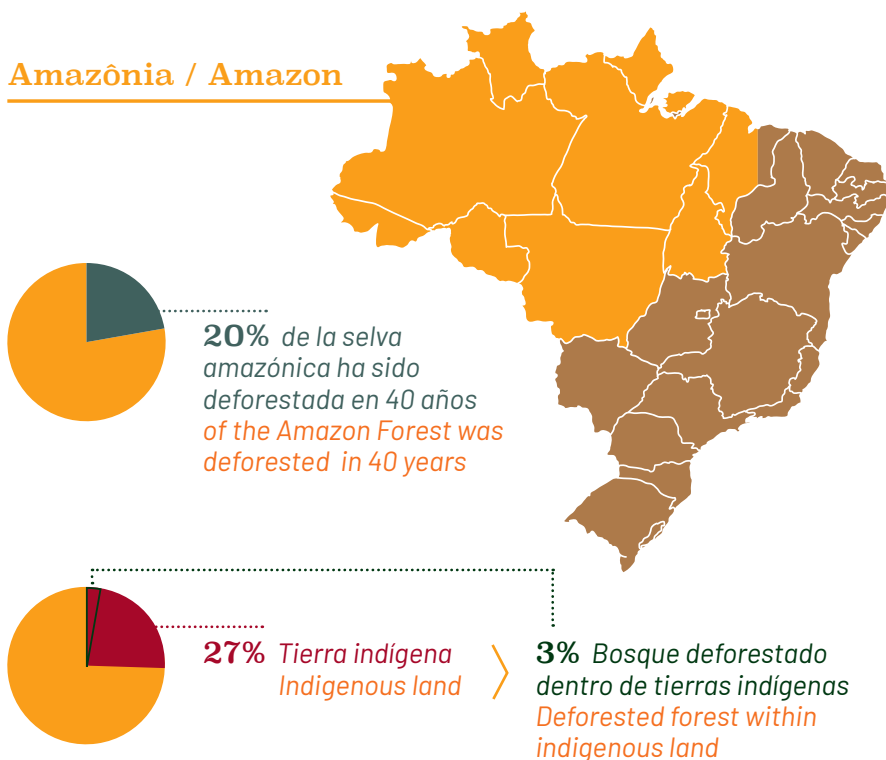 Amazônia / Amazon
20% de la selva
amazónica ha sido
deforestada en 40 años
of the Amazon Forest was
deforested in 40 years
27% Tierra indígena
Indigenous land
3% Bosque deforestado
dentro de tierras indígenas
Deforested forest within
indigenous land